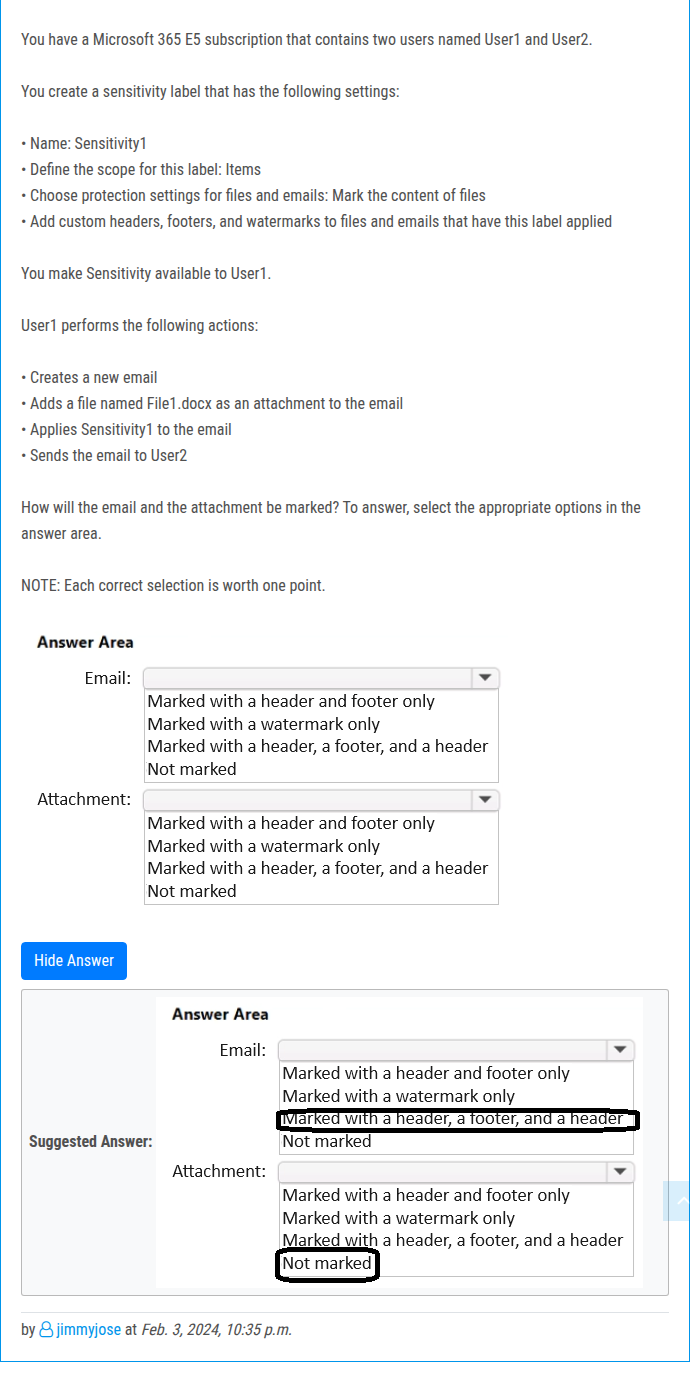 You have a Microsoft 365 E5 subscription that contains two users named User1 and User2.
You create a sensitivity label that has the following settings:
• Name: Sensitivity1
• Define the scope for this label: Items
• Choose protection settings for files and emails: Mark the content of files
• Add custom headers, footers, and watermarks to files and emails that have this label applied
You make Sensitivity available to User1.
User1 performs the following actions:
• Creates a new email
• Adds a file named File1.docx as an attachment to the email
• Applies Sensitivity1 to the email
• Sends the email to User2
How will the email and the attachment be marked? To answer, select the appropriate options in the
answer area.
NOTE: Each correct selection is worth one point.
Answer Area
Email:
Marked with a header and footer only
Marked with a watermark only
Marked with a header, a footer, and a header
Not marked
Attachment:
Marked with a header and footer only
Marked with a watermark only
Marked with a header, a footer, and a header
Not marked
Hide Answer
Answer Area
Email:
Marked with a header and footer only
Marked with a watermark only
Marked with a header, a footer, and a header
Not marked
Suggested Answer:
Attachment:
Marked with a header and footer only
Marked with a watermark only
Marked with a header, a footer, and a header
Not marked
by jimmyjose at Feb. 3, 2024, 10:35 p.m.